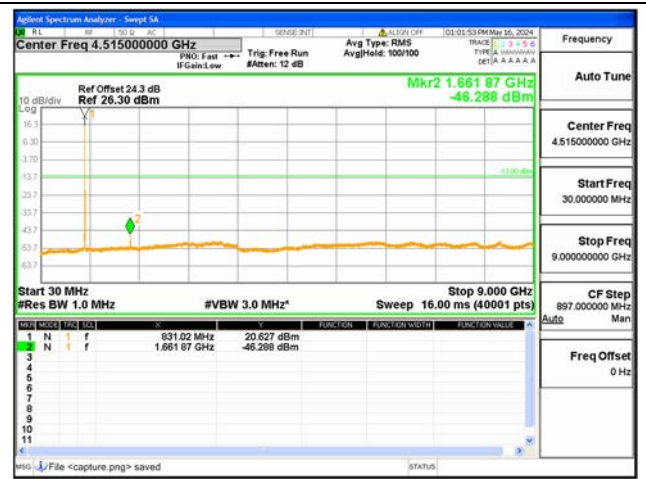 Agilent Spectrum Analyzer - Swept SA
RL RF 50 Ω AC SENSE:INT ALIGN OFF 01:01:53 PM May 16, 2024
Center Freq 4.515000000 GHz
PNO: Fast
IFGain:Low
Trig: Free Run
#Atten: 12 dB
Avg Type: RMS
Avg|Hold: 100/100
TRACE 1 2 3 4 5 6
TYPE A WWWWW
DET A A A A A A
Frequency
Auto Tune
Center Freq
4.515000000 GHz
Start Freq
30.000000 MHz
Stop Freq
9.000000000 GHz
CF Step
897.000000 MHz
Auto Man
Freq Offset
0 Hz
Mkr2 1.661 87 GHz
-46.288 dBm
Ref Offset 24.3 dB
10 dB/div Ref 26.30 dBm
Log
1
16.3
6.30
-3.70
-13.7
-13.00 dBm
-23.7
-33.7
2
-43.7
-53.7
-63.7
Start 30 MHz Stop 9.000 GHz
#Res BW 1.0 MHz #VBW 3.0 MHz* Sweep 16.00 ms (40001 pts)
MKR MODE TRC SCL X Y FUNCTION FUNCTION WIDTH FUNCTION VALUE
1 N 1 f 831.02 MHz 20.627 dBm
2 N 1 f 1.661 87 GHz -46.288 dBm
3
4
5
6
7
8
9
10
11
MSG File <capture.png> saved STATUS